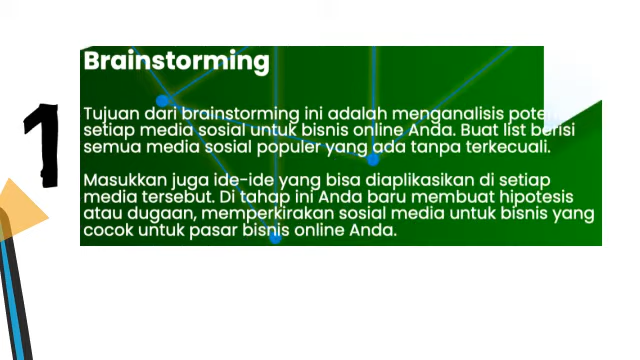 Brainstorming
1
Tujuan dari brainstorming ini adalah menganalisis
setiap media sosial untuk bisnis online Anda. Buat list berisi
semua media sosial populer yang ada tanpa terkecuali.
Masukkan juga ide-ide yang bisa diaplikasikan di setiap
media tersebut. Di tahap ini Anda baru membuat hipotesis
atau dugaan, memperkirakan sosial media untuk bisnis yang
cocok untuk pasar bisnis online Anda.